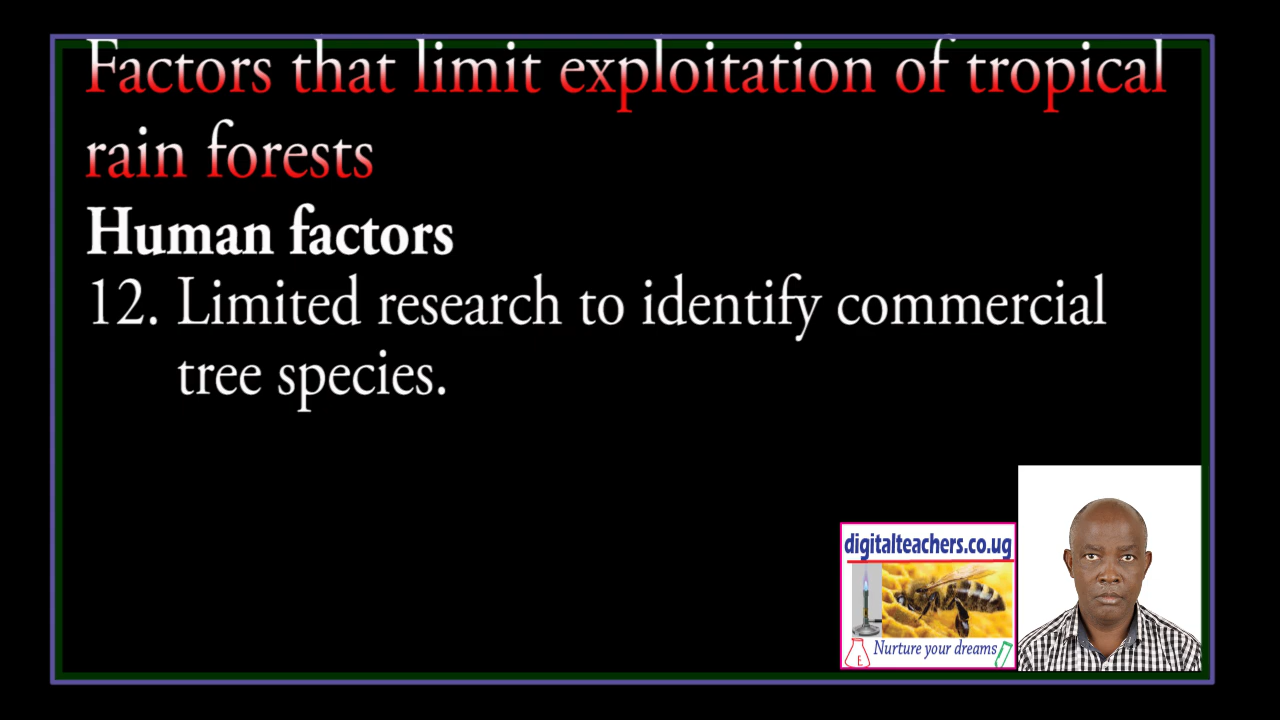 Factors that limit exploitation of tropical
rain forests
Human factors
12. Limited research to identify commercial
tree species.
digitalteachers.co.ug
Nurture your dreams
E